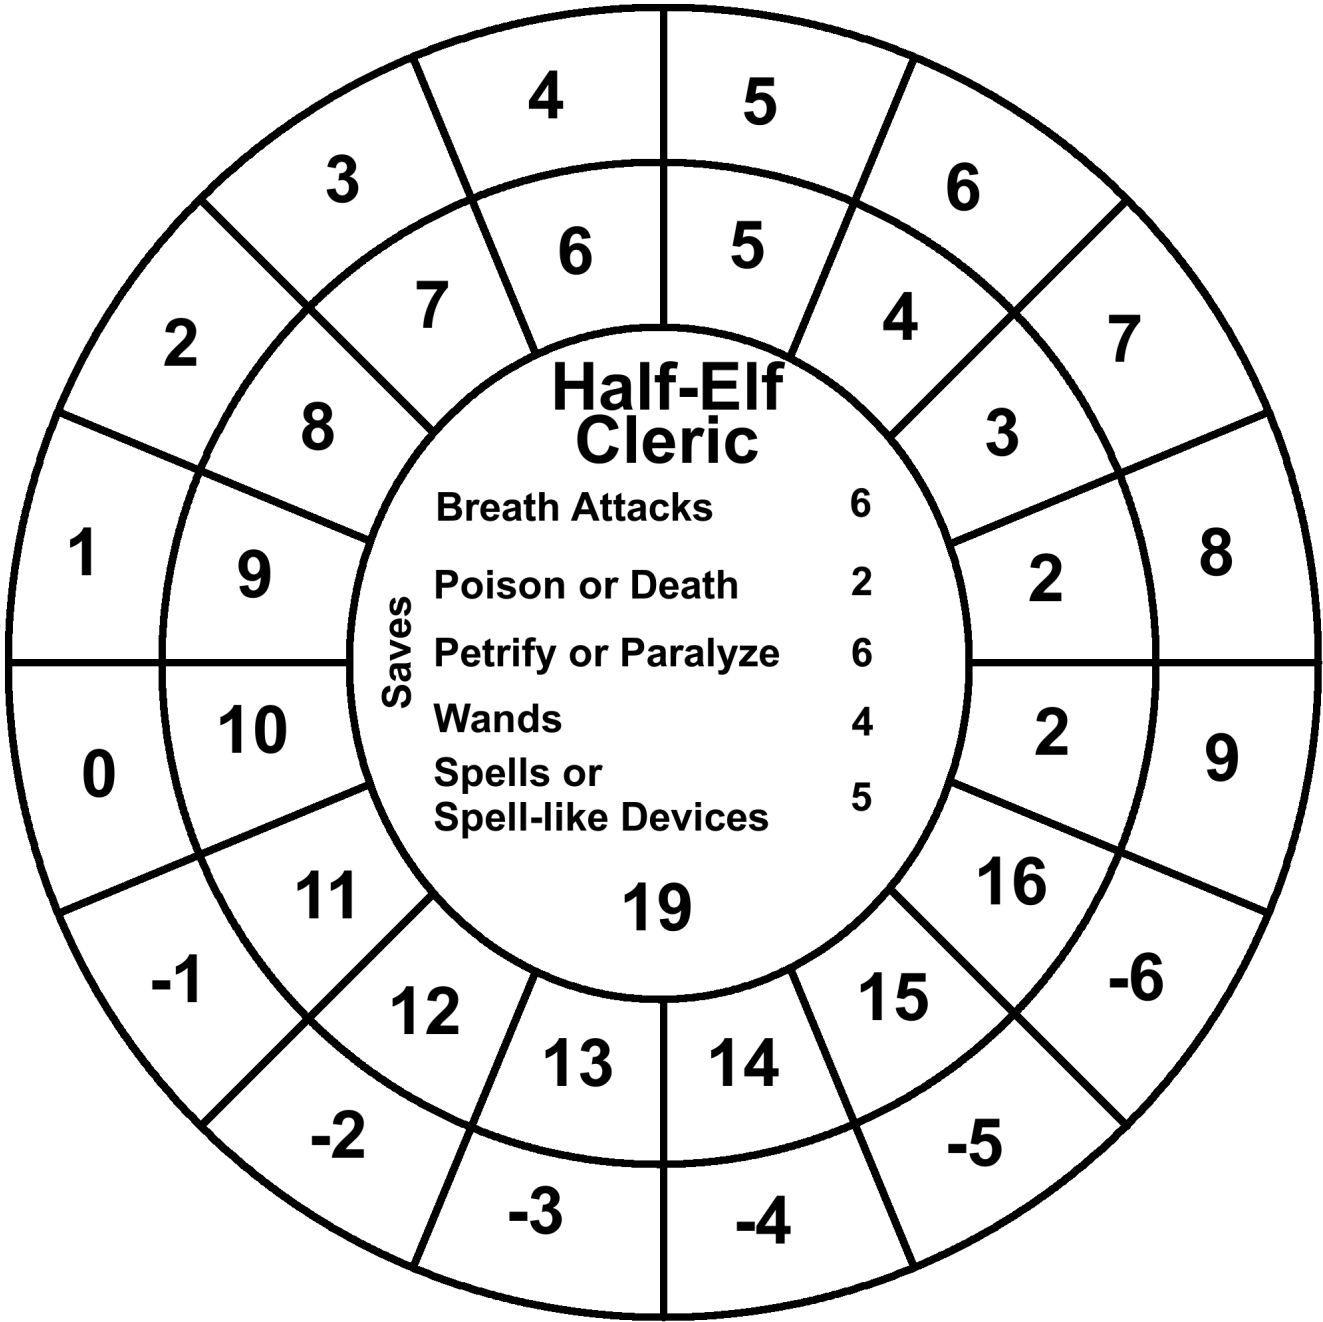 4 5
3 6
6 5
7 4
2 7
8 3
Half-Elf
Cleric
Breath Attacks 6
1 9 2 8
Saves
Poison or Death 2
Petrify or Paralyze 6
Wands 4
0 10 2 9
Spells or
Spell-like Devices 5
11 16
19
-1 -6
12 15
13 14
-2 -5
-3 -4